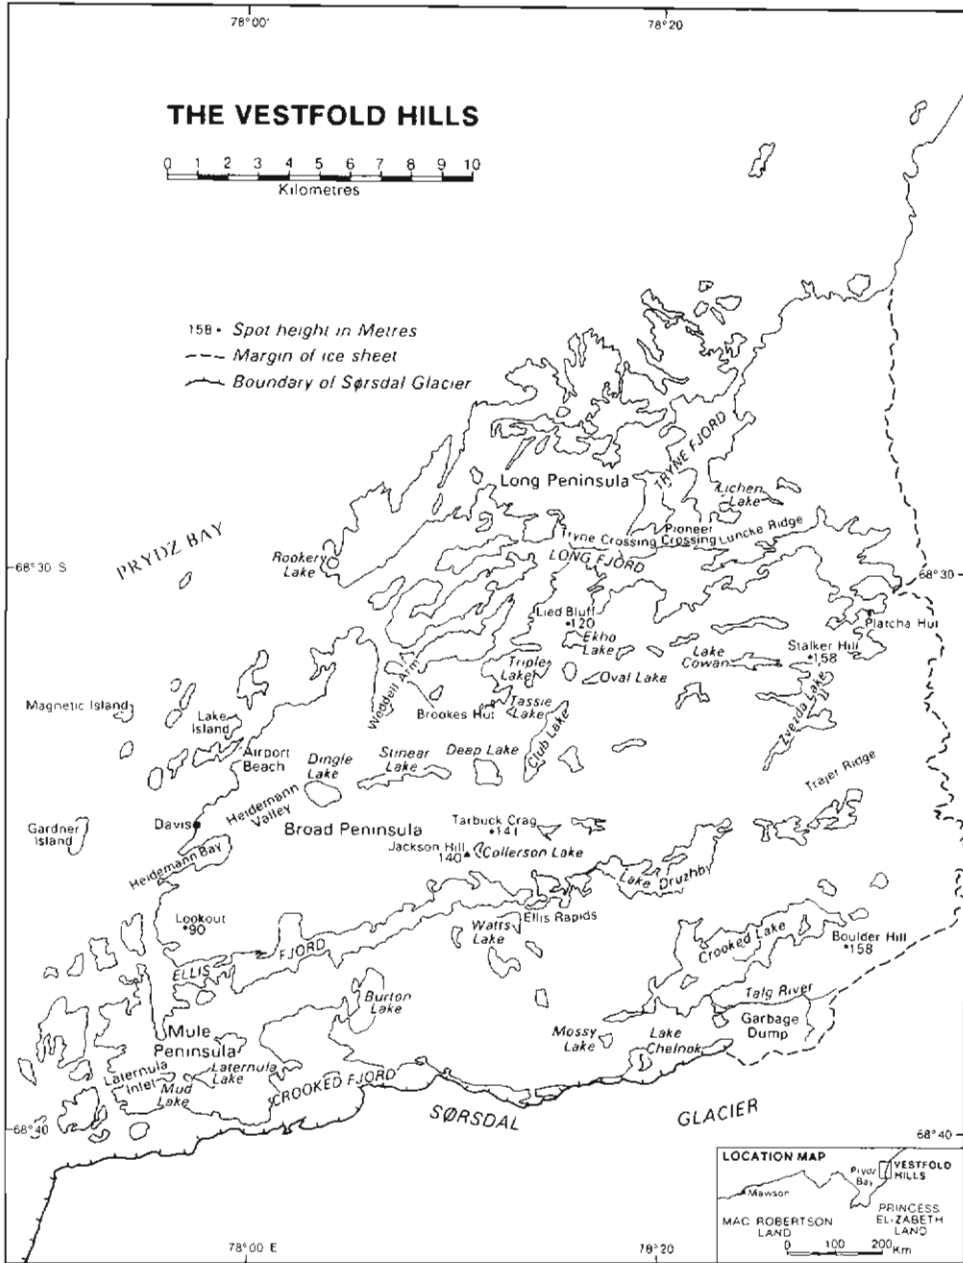 78°00'
78°20
THE VESTFOLD HILLS
0 1 2 3 4 5 6 7 8 9 10
Kilometres
158 • Spot height in Metres
Margin of ice sheet
Boundary of Sørsdal Glacier
TRYNE FJORD
Long Peninsula
Lichen
Lake
Pioneer
Tryne Crossing
Crossing
Luncke Ridge
PRYDZ BAY
LONG FJORD
Rookery
Lake
68°30 S
68°30
Lied Bluff
•120
Platcha Hut
Ekho
Lake
Stalker Hill
•158
Lake
Cowan
Triple
Lake
Oval Lake
Weddell Arm
Zvezda Lake
Magnetic Island
Lake
Island
Brookes Hut
Tassie
Lake
Club Lake
Airport
Beach
Dingle
Lake
Stinear
Lake
Deep Lake
Trajer Ridge
Heidemann
Valley
Davis
Gardner
Island
Broad Peninsula
Tarbuck Crag
•141
Jackson Hill
140
Collerson Lake
Heidemann Bay
Lake Druzhby
Lookout
•90
Ellis Rapids
Watts
Lake
Crooked Lake
Boulder Hill
•158
ELLIS
FJORD
Talg River
Burton
Lake
Garbage
Dump
Mule
Peninsula
Mossy
Lake
Lake
Chelnok
Laternula
Inlet
Mud
Lake
Laternula
Lake
CROOKED FJORD
SØRSDAL
GLACIER
68°40
68°40
LOCATION MAP
Prydz
Bay
VESTFOLD
HILLS
Mawson
MAC ROBERTSON
LAND
PRINCESS
ELIZABETH
LAND
0 100 200 Km
78°00 E
78°20